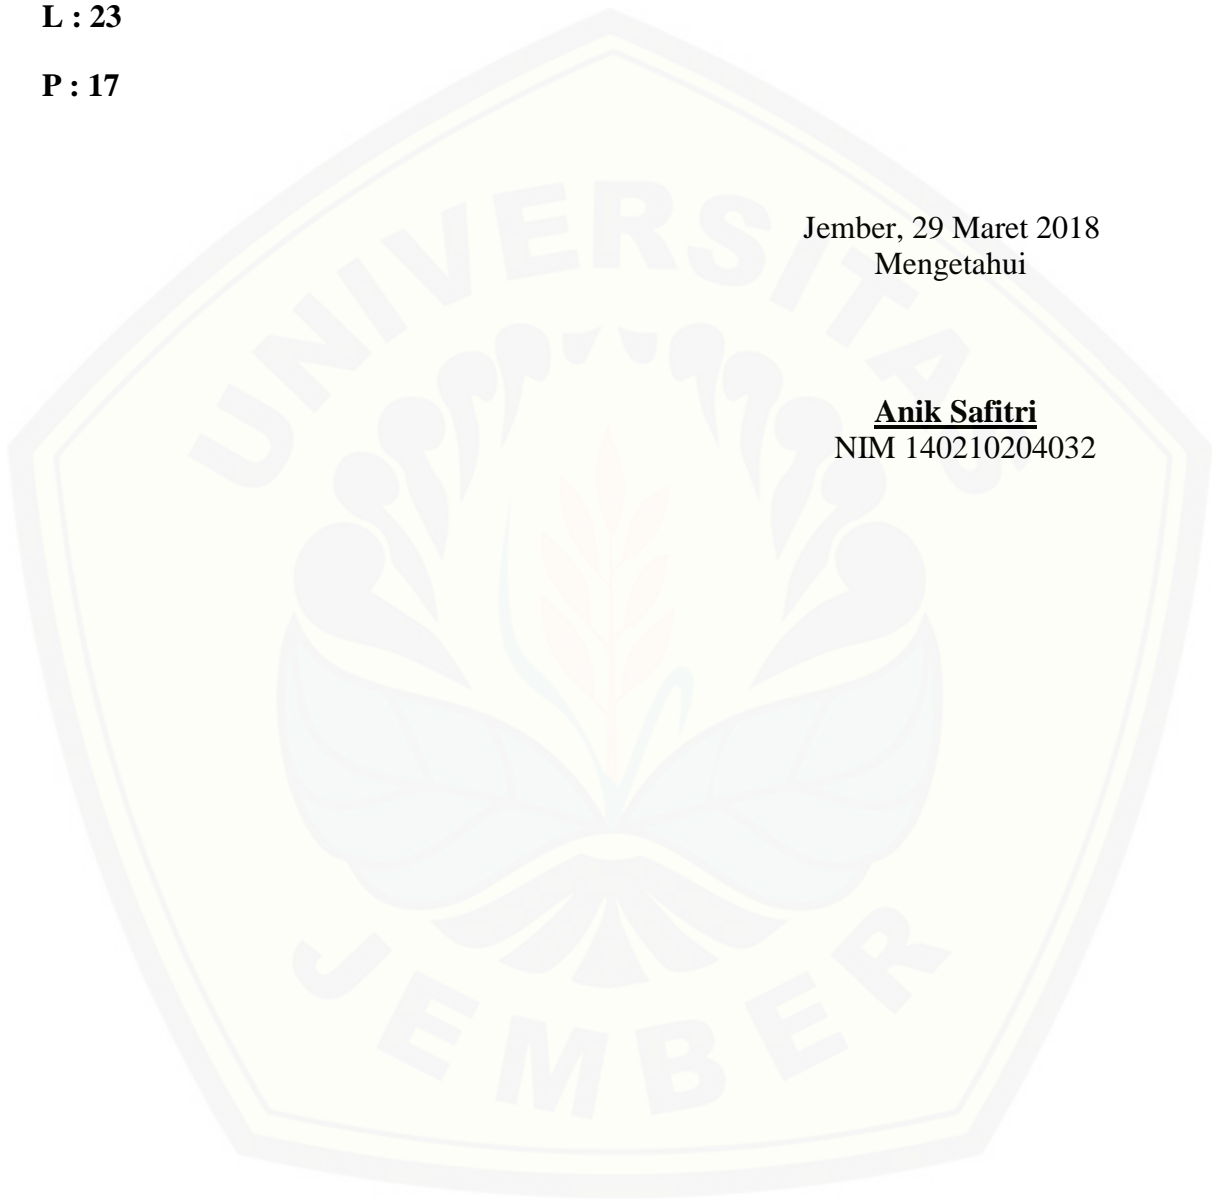 L : 23
P : 17
Jember, 29 Maret 2018
Mengetahui
Anik Safitri
NIM 140210204032
UNIVERSITAS
JEMBER